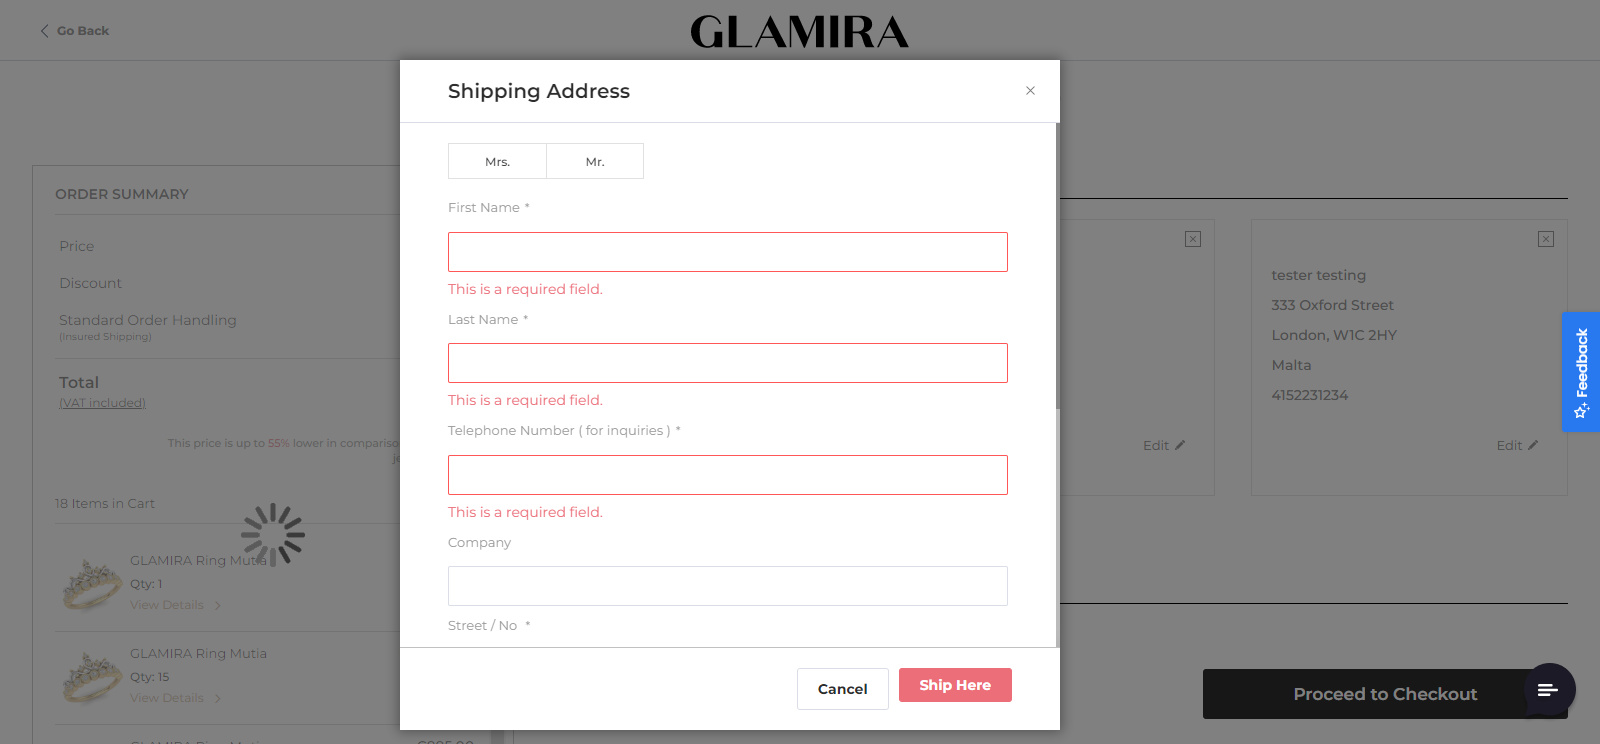 Go Back
GLAMIRA
Shipping Address
Mrs.
Mr.
First Name *
This is a required field.
Last Name *
This is a required field.
Telephone Number ( for inquiries ) *
This is a required field.
Company
Street / No *
Cancel
Ship Here
ORDER SUMMARY
Price
Discount
Standard Order Handling
(Insured Shipping)
Total
(VAT included)
This price is up to 55% lower in
18 Items in Cart
GLAMIRA Ring Mutia
Qty: 1
View Details
GLAMIRA Ring Mutia
Qty: 15
View Details
Edit
tester testing
333 Oxford Street
London, W1C 2HY
Malta
4152231234
Edit
Feedback
Proceed to Checkout